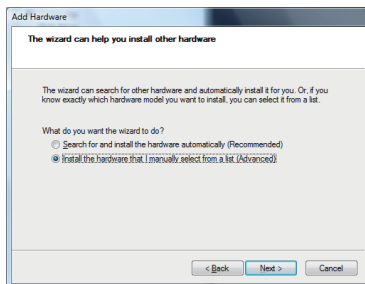 Add Hardware
The wizard can help you install other hardware
The wizard can search for other hardware and automatically install it for you. Or, if you
know exactly which hardware model you want to install, you can select it from a list.
What do you want the wizard to do?
Search for and install the hardware automatically (Recommended)
Install the hardware that I manually select from a list (Advanced)
< Back Next > Cancel